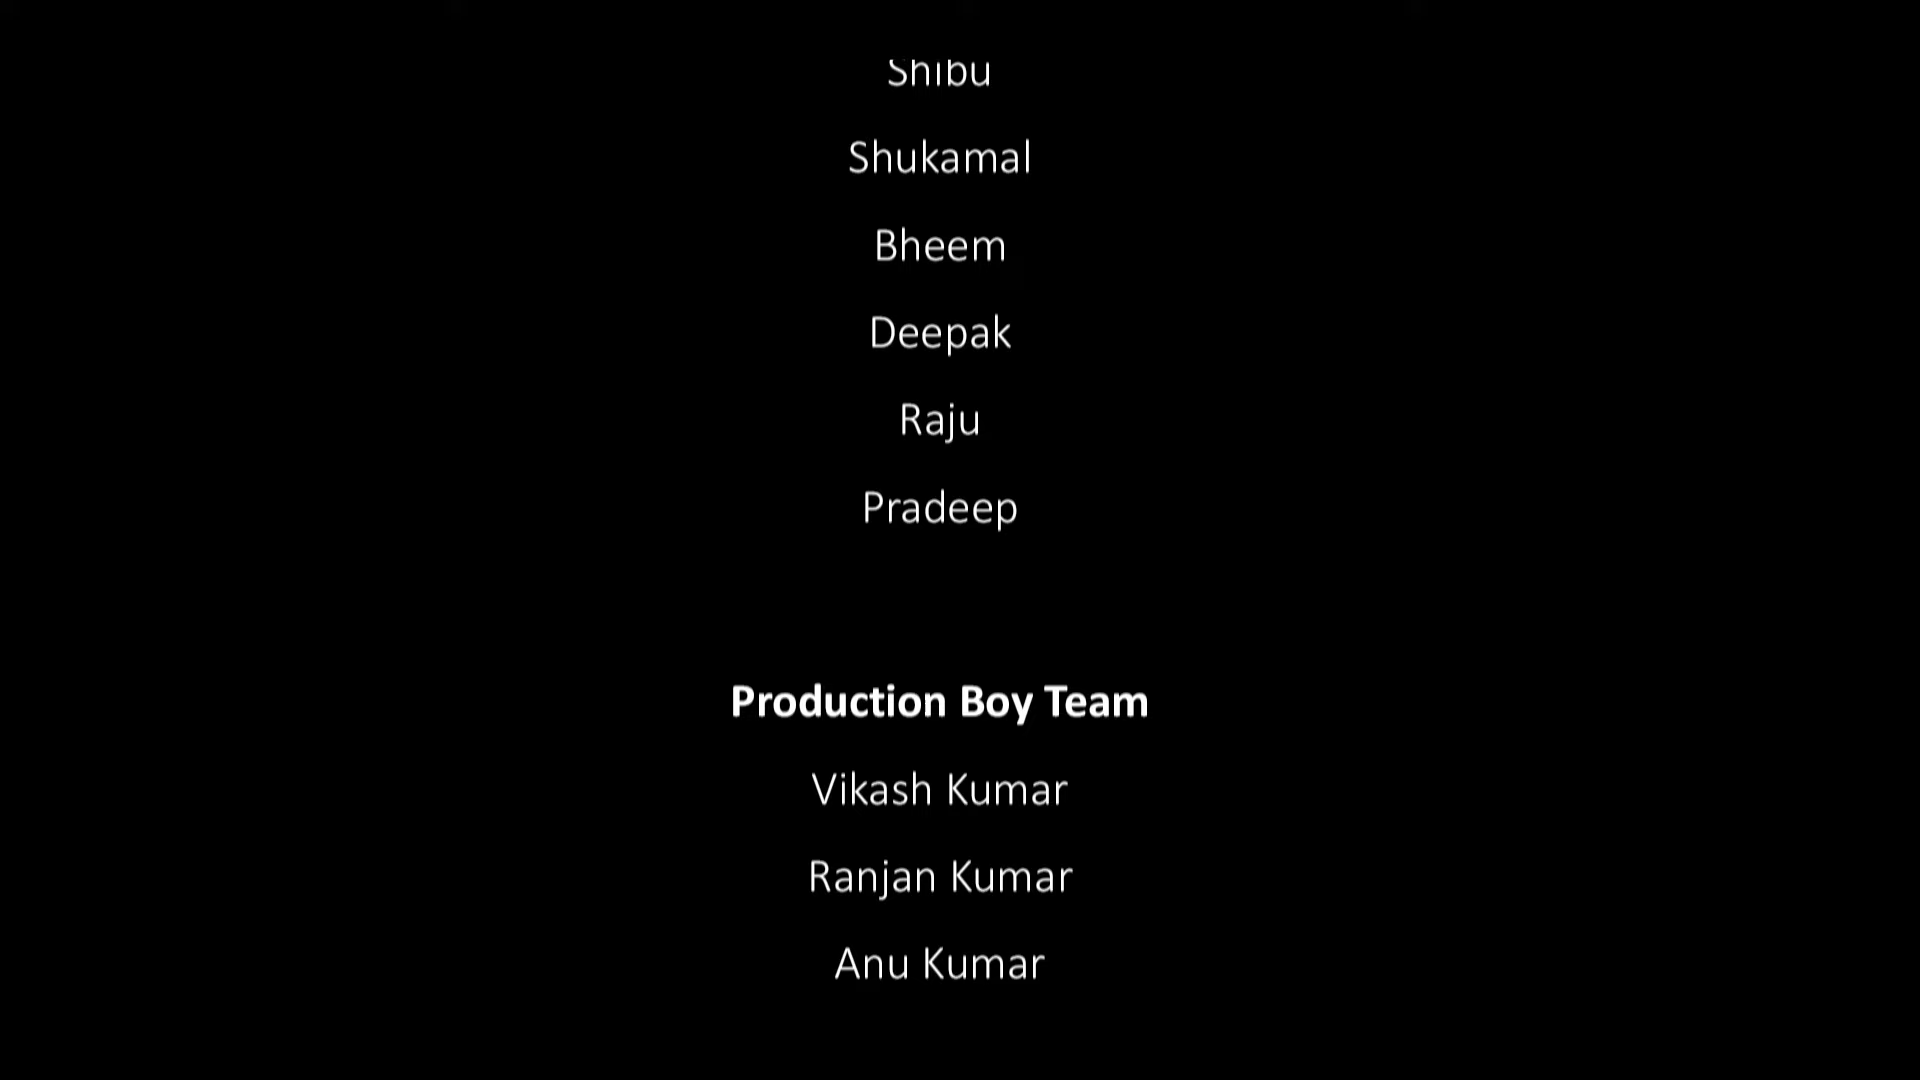 Shibu
Shukamal
Bheem
Deepak
Raju
Pradeep
Production Boy Team
Vikash Kumar
Ranjan Kumar
Anu Kumar